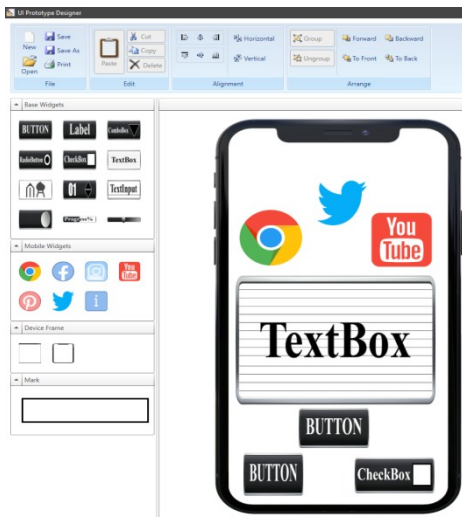 UI Prototype Designer
New
Open
Save
Save As
Print
File
Paste
Cut
Copy
Delete
Edit
Horizontal
Vertical
Alignment
Group
Ungroup
Forward
Backward
To Front
To Back
Arrange
Base Widgets
BUTTON
Label
ComboBox
RadioButton
CheckBox
TextBox
01
TextInput
Progress%
Mobile Widgets
You
Tube
Device Frame
Mark
You
Tube
TextBox
BUTTON
BUTTON
CheckBox